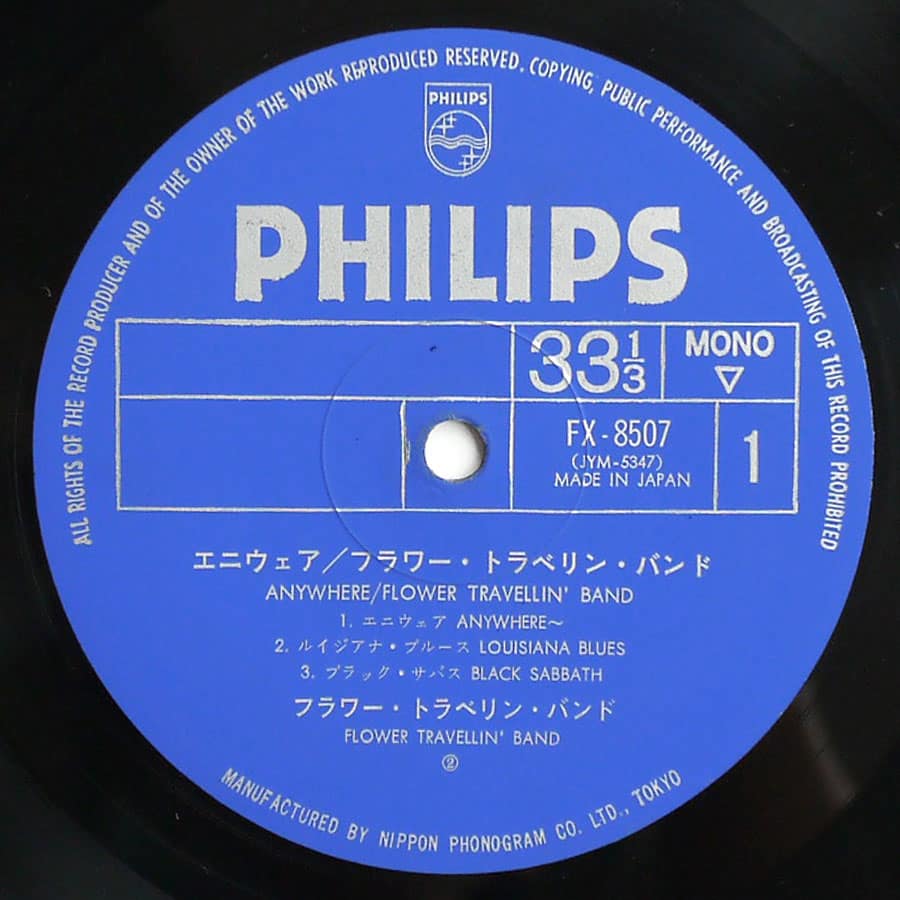 ALL RIGHTS OF THE RECORD PRODUCER AND OF THE OWNER OF THE WORK REPRODUCED RESERVED. COPYING, PUBLIC PERFORMANCE AND BROADCASTING OF THIS RECORD PROHIBITED
PHILIPS
PHILIPS
33 1/3
MONO
▽
FX-8507
(JYM-5347)
MADE IN JAPAN
1
エニウェア/フラワー・トラベリン・バンド
ANYWHERE/FLOWER TRAVELLIN' BAND
1. エニウェア ANYWHERE~
2. ルイジアナ・ブルース LOUISIANA BLUES
3. ブラック・サバス BLACK SABBATH
フラワー・トラベリン・バンド
FLOWER TRAVELLIN' BAND
②
MANUFACTURED BY NIPPON PHONOGRAM CO. LTD., TOKYO